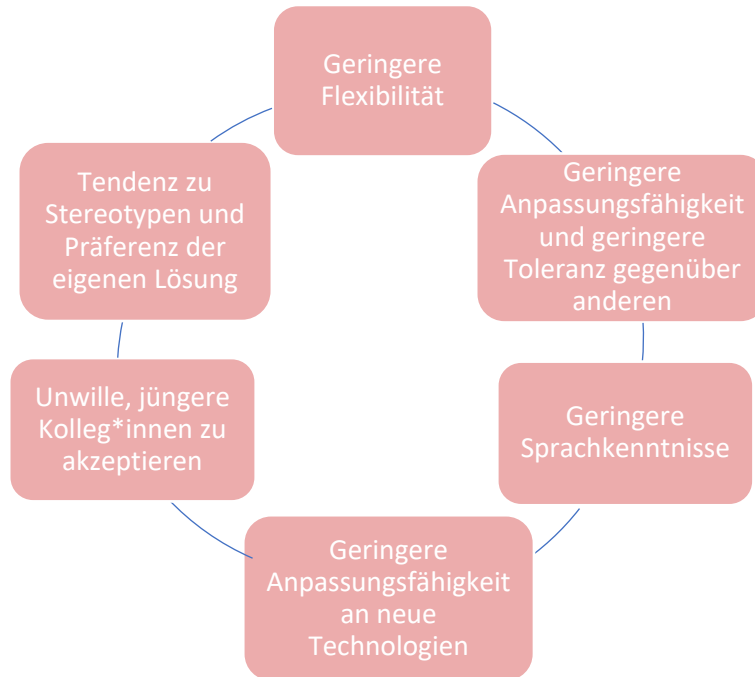 Geringere
Flexibilität
Geringere
Anpassungsfähigkeit
und geringere
Toleranz gegenüber
anderen
Geringere
Sprachkenntnisse
Geringere
Anpassungsfähigkeit
an neue
Technologien
Unwille, jüngere
Kolleg*innen zu
akzeptieren
Tendenz zu
Stereotypen und
Präferenz der
eigenen Lösung